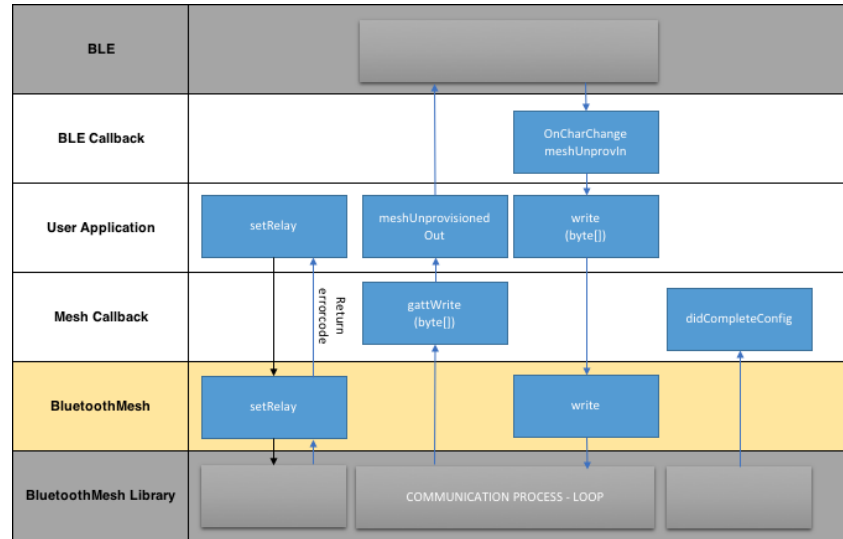 BLE
BLE Callback
OnCharChange
meshUnprovIn
User Application
setRelay
meshUnprovisioned
Out
write
(byte[])
Mesh Callback
Return
errorcode
gattWrite
(byte[])
didCompleteConfig
BluetoothMesh
setRelay
write
BluetoothMesh Library
COMMUNICATION PROCESS - LOOP